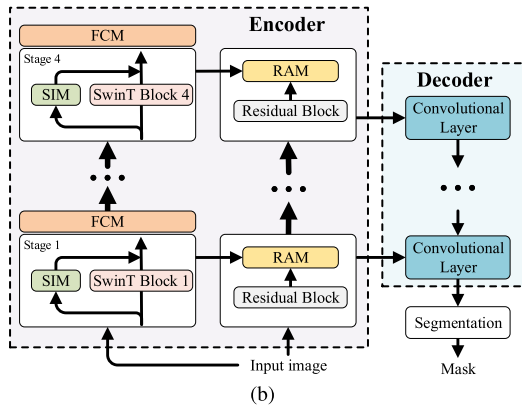 Encoder
FCM
Stage 4
SIM
SwinT Block 4
RAM
Residual Block
Decoder
Convolutional
Layer
FCM
Stage 1
SIM
SwinT Block 1
RAM
Residual Block
Convolutional
Layer
Segmentation
Input image
Mask
(b)